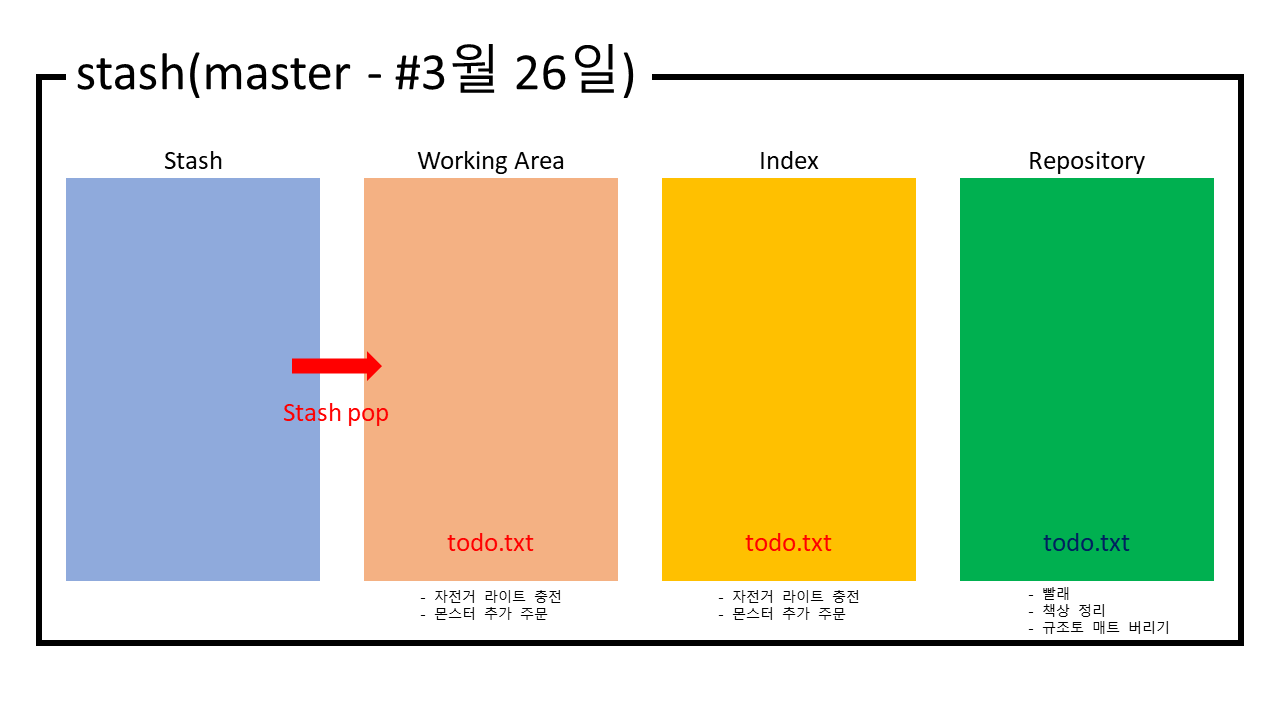 stash(master - #3월 26일)
Stash
Working Area
Index
Repository
Stash pop
todo.txt
todo.txt
todo.txt
- 자전거 라이트 충전
- 몬스터 추가 주문
- 자전거 라이트 충전
- 몬스터 추가 주문
- 빨래
- 책상 정리
- 규조토 매트 버리기